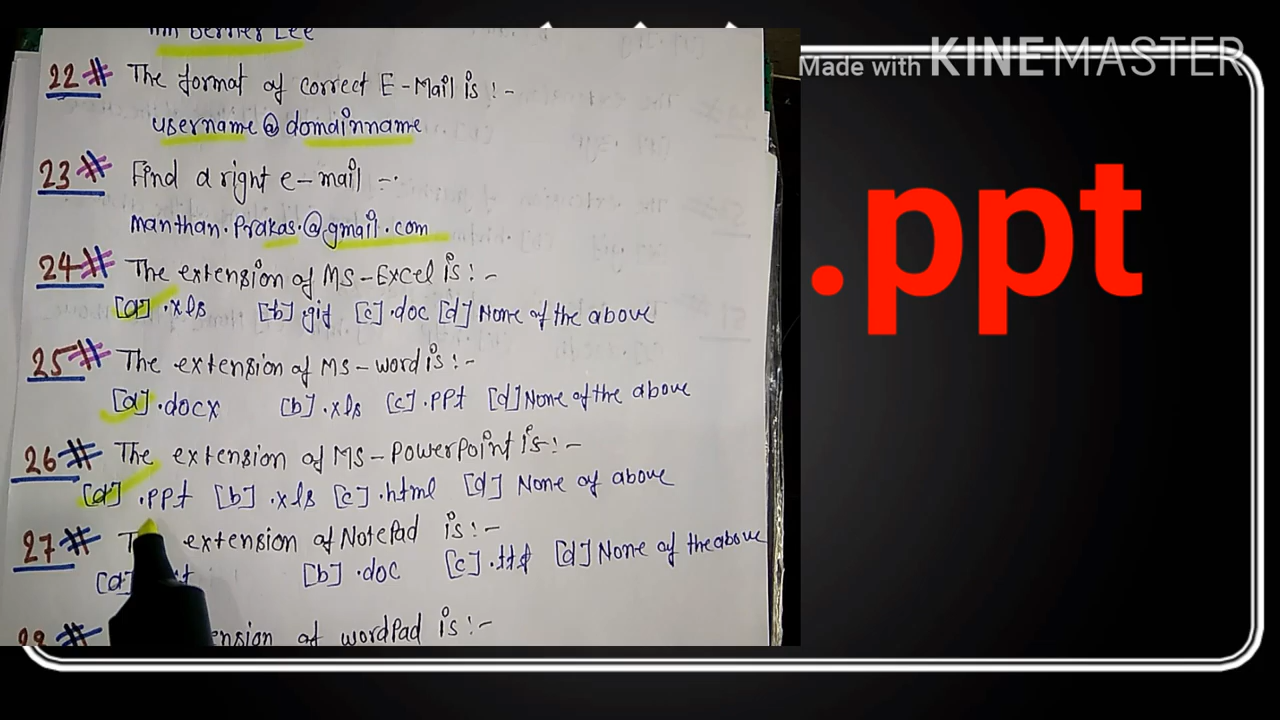 22# The format of correct E-Mail is :-
username@domainname
23# Find a right e-mail -:
manthan.Prakas.@gmail.com
24# The extension of MS-Excel is :-
[a] .xls [b] .gif [c] .doc [d] None of the above
25# The extension of MS-word is :-
[a] .docx [b] .xls [c] .PPt [d] None of the above
26# The extension of MS-PowerPoint is :-
[a] .PPt [b] .xls [c] .html [d] None of above
27# extension of NotePad is :-
[a] [b] .doc [c] [d] None of the above
of wordPad is :-
Made with KINEMASTER
.ppt